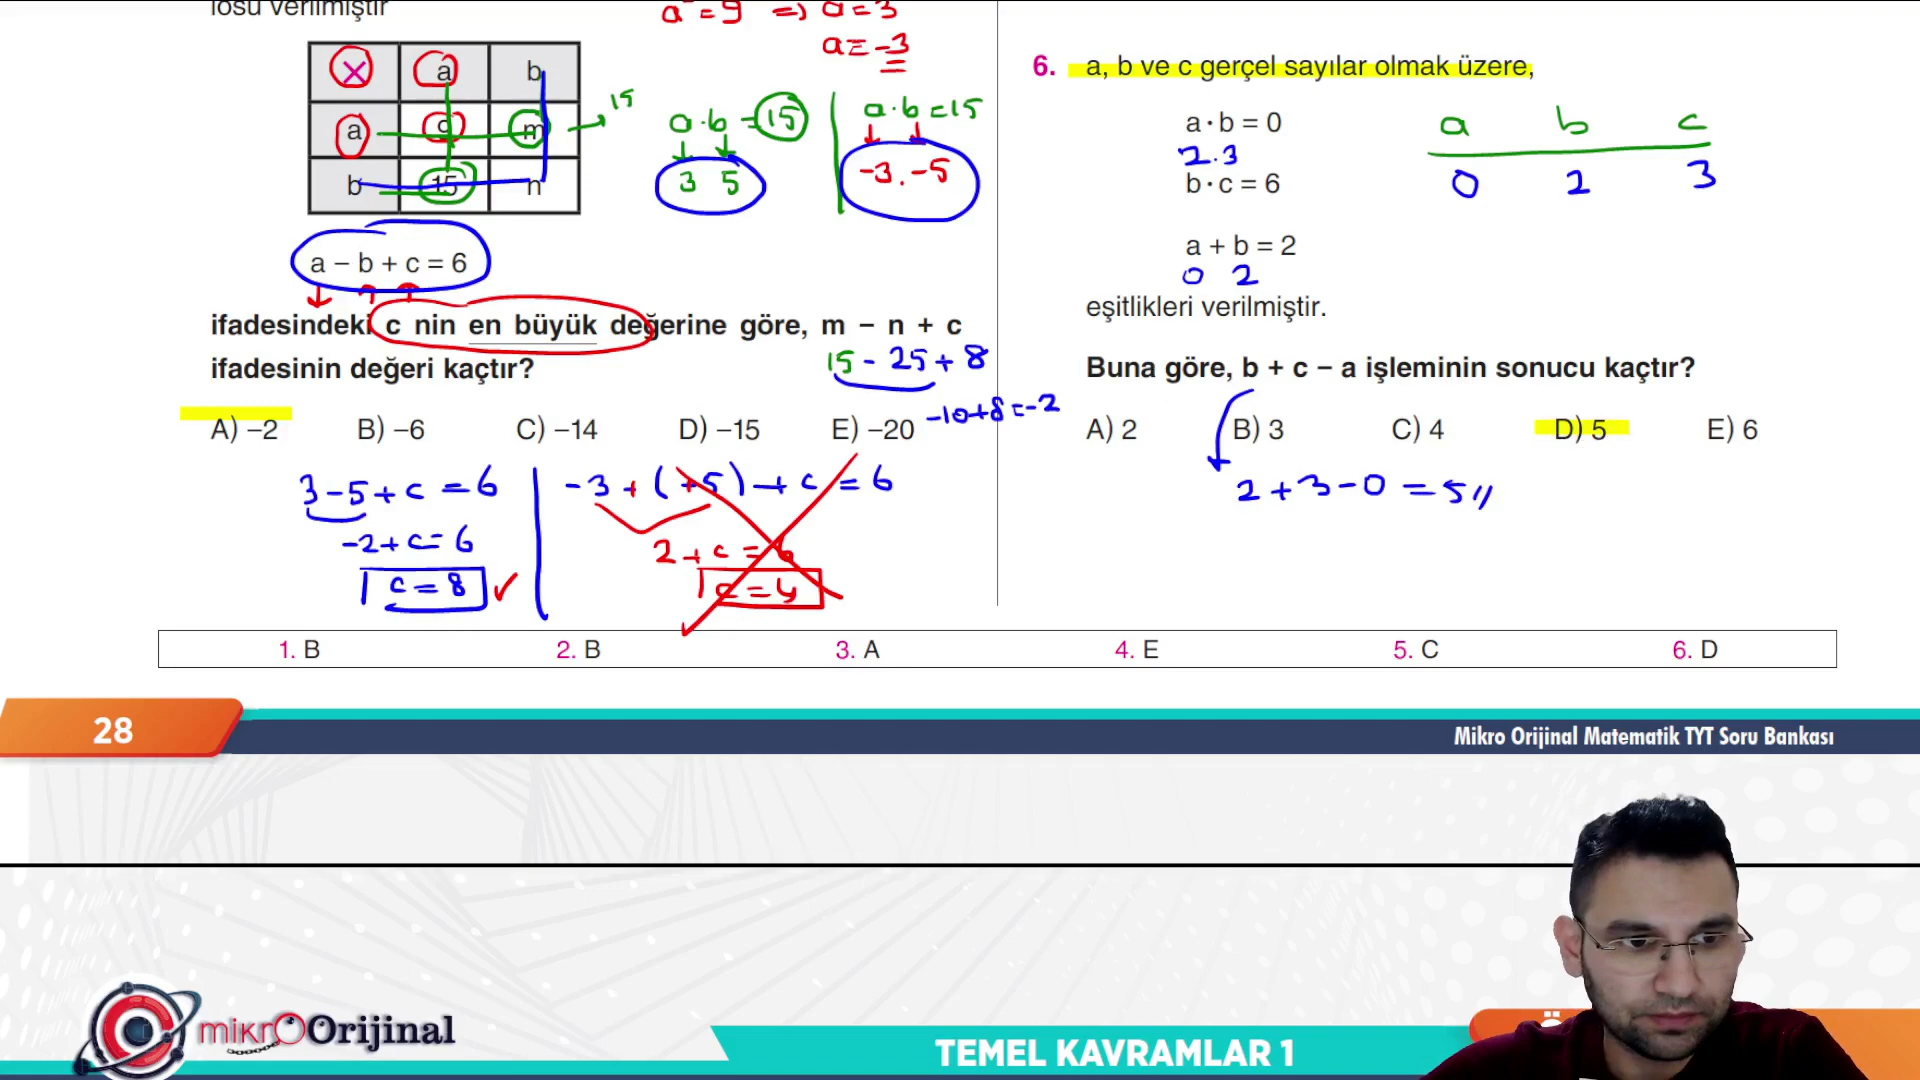 losu verilmiştir
a² = 9 ⇒ a = 3
a = -3
× a b
a 9 m → 15
b 15 n
a · b = 15
3 5
a · b = 15
-3 . -5
a − b + c = 6
ifadesindeki c nin en büyük değerine göre, m − n + c
15 - 25 + 8
ifadesinin değeri kaçtır?
-10+8=-2
A) −2 B) −6 C) −14 D) −15 E) −20
3 - 5 + c = 6
-2 + c = 6
c = 8
-3 + (+5) + c = 6
2 + c = 6
c = 4
6. a, b ve c gerçel sayılar olmak üzere,
a · b = 0
2 . 3
b · c = 6
a b c
0 2 3
a + b = 2
0 2
eşitlikleri verilmiştir.
Buna göre, b + c − a işleminin sonucu kaçtır?
A) 2 B) 3 C) 4 D) 5 E) 6
2 + 3 - 0 = 5 //
1. B 2. B 3. A 4. E 5. C 6. D
28
Mikro Orijinal Matematik TYT Soru Bankası
mikro Orijinal
TEMEL KAVRAMLAR 1